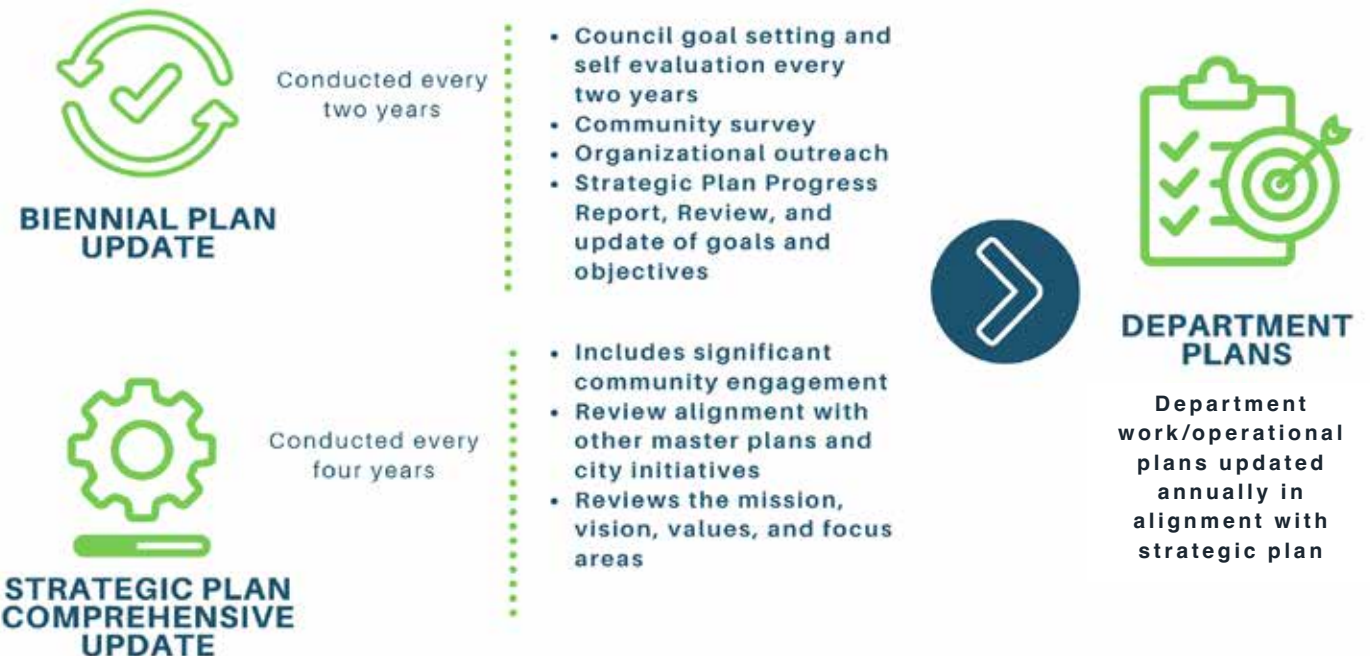 BIENNIAL PLAN
UPDATE
Conducted every
two years
• Council goal setting and
self evaluation every
two years
• Community survey
• Organizational outreach
• Strategic Plan Progress
Report, Review, and
update of goals and
objectives
STRATEGIC PLAN
COMPREHENSIVE
UPDATE
Conducted every
four years
• Includes significant
community engagement
• Review alignment with
other master plans and
city initiatives
• Reviews the mission,
vision, values, and focus
areas
DEPARTMENT
PLANS
Department
work/operational
plans updated
annually in
alignment with
strategic plan